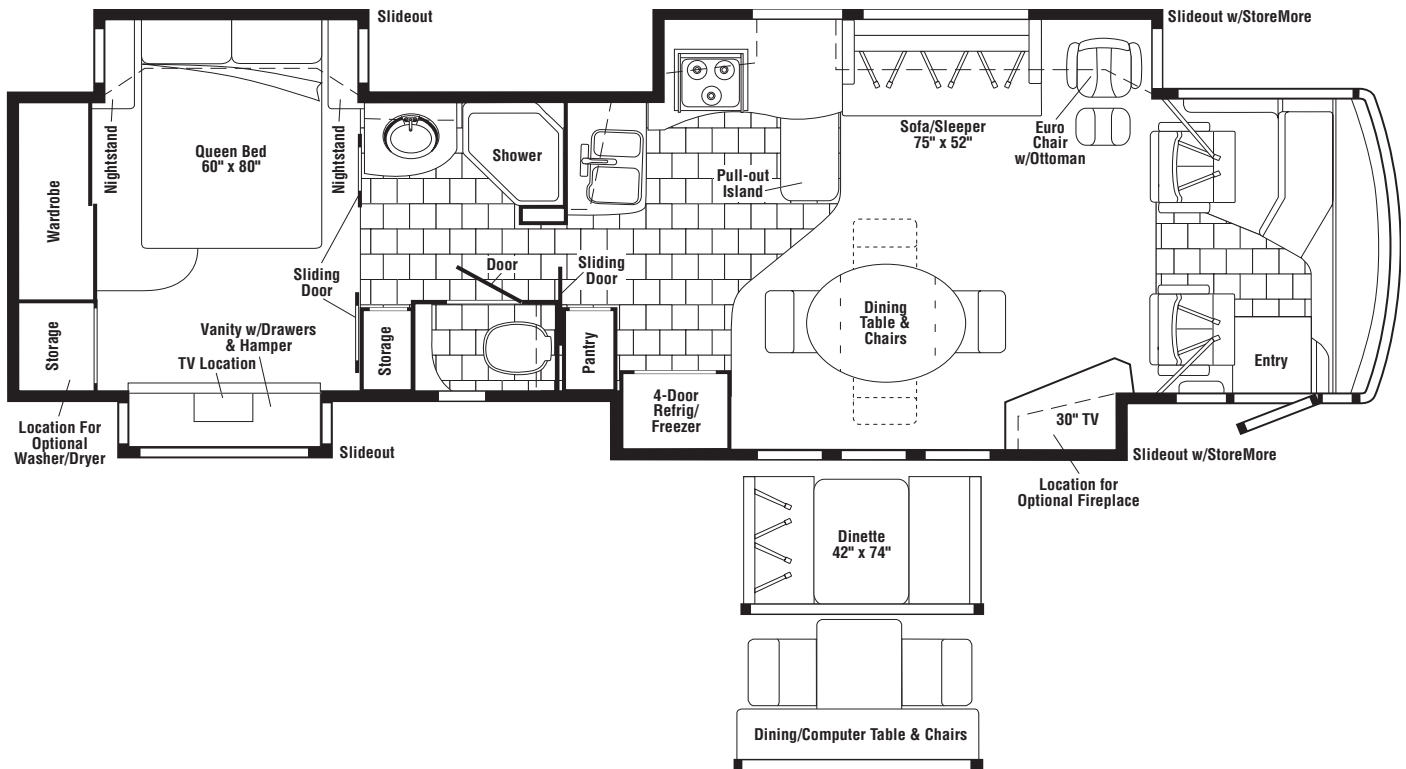 Slideout
Slideout w/StoreMore
Nightstand
Queen Bed
60" x 80"
Nightstand
Wardrobe
Shower
Sofa/Sleeper
75" x 52"
Euro
Chair
w/Ottoman
Pull-out
Island
Sliding
Door
Door
Sliding
Door
Dining
Table &
Chairs
Storage
Vanity w/Drawers
& Hamper
TV Location
Storage
Pantry
Entry
4-Door
Refrig/
Freezer
30" TV
Location For
Optional
Washer/Dryer
Slideout
Slideout w/StoreMore
Location for
Optional Fireplace
Dinette
42" x 74"
Dining/Computer Table & Chairs